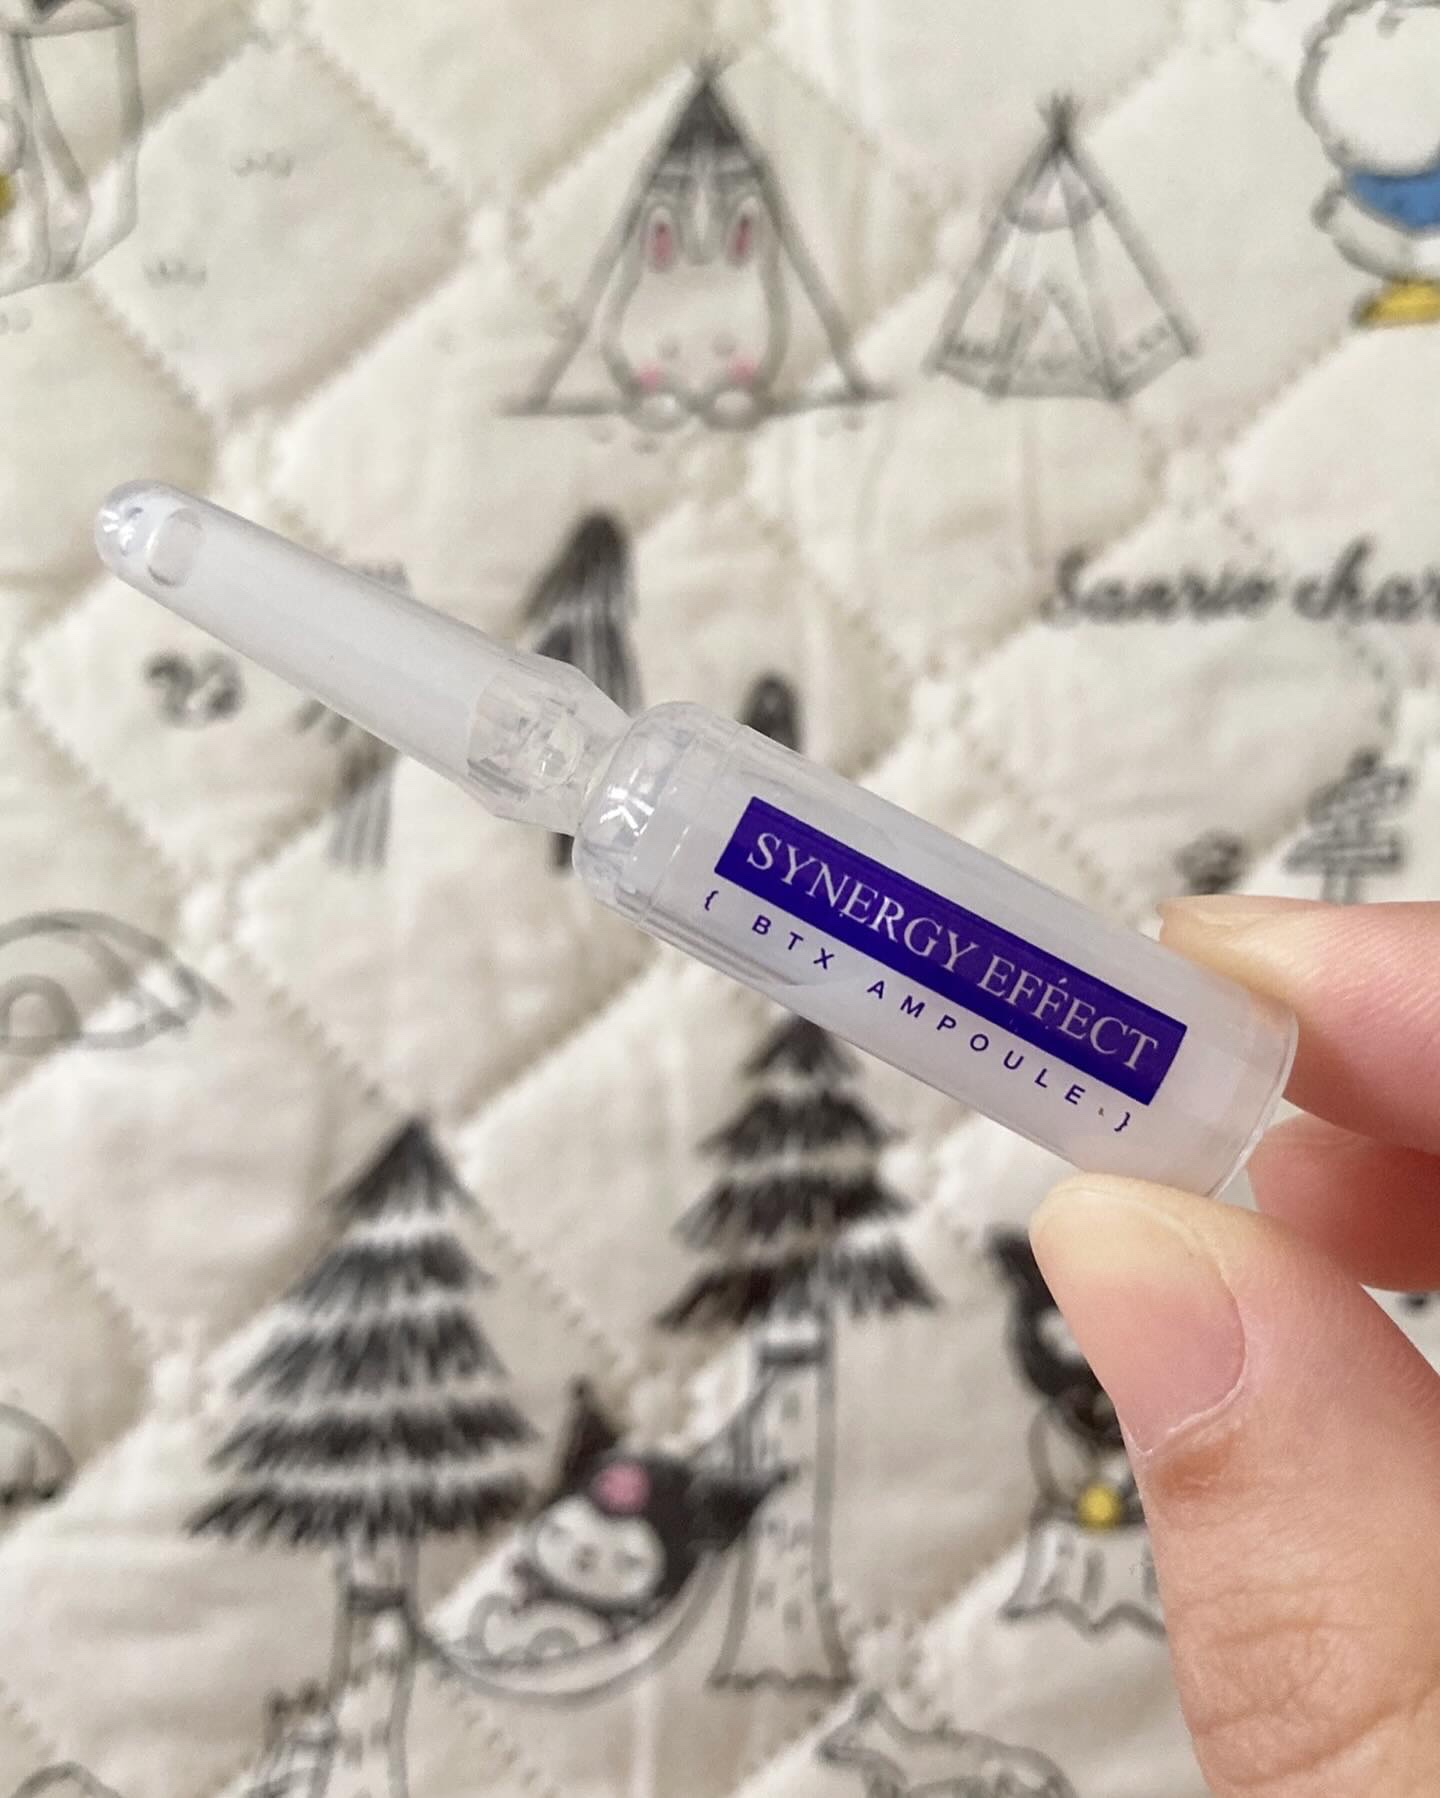 Sanrio char
SYNERGY EFFECT
{ BTX AMPOULE }